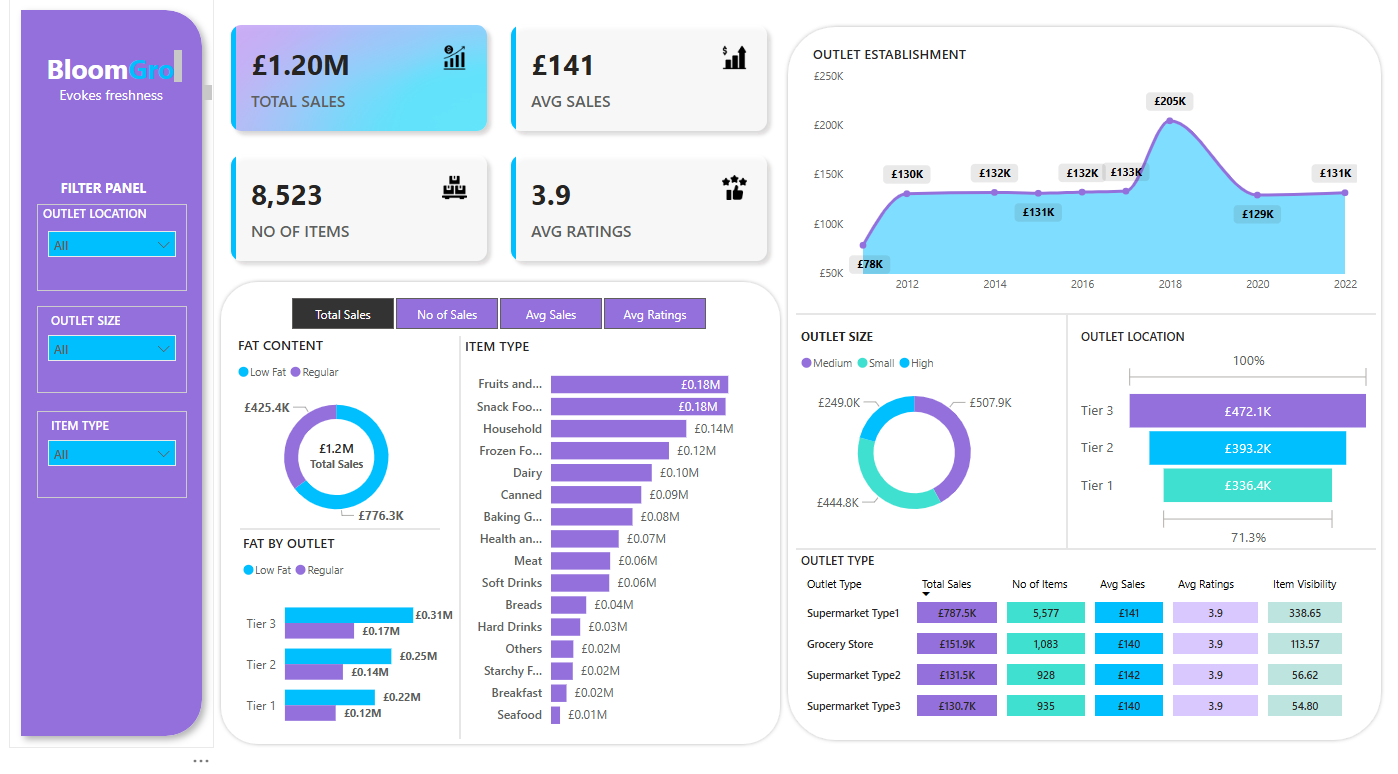 BloomGro
Evokes freshness
FILTER PANEL
OUTLET LOCATION
All
OUTLET SIZE
All
ITEM TYPE
All
£1.20M
TOTAL SALES
£141
AVG SALES
8,523
NO OF ITEMS
3.9
AVG RATINGS
Total Sales No of Sales Avg Sales Avg Ratings
FAT CONTENT
Low Fat Regular
£425.4K
£1.2M
Total Sales
£776.3K
FAT BY OUTLET
Low Fat Regular
Tier 3 £0.31M
£0.17M
Tier 2 £0.25M
£0.14M
Tier 1 £0.22M
£0.12M
ITEM TYPE
Fruits and... £0.18M
Snack Foo... £0.18M
Household £0.14M
Frozen Fo... £0.12M
Dairy £0.10M
Canned £0.09M
Baking G... £0.08M
Health an... £0.07M
Meat £0.06M
Soft Drinks £0.06M
Breads £0.04M
Hard Drinks £0.03M
Others £0.02M
Starchy F... £0.02M
Breakfast £0.02M
Seafood £0.01M
OUTLET ESTABLISHMENT
£250K
£200K
£150K
£100K
£50K
£78K £130K £132K £131K £132K £133K £205K £129K £131K
2012 2014 2016 2018 2020 2022
OUTLET SIZE
Medium Small High
£249.0K £507.9K
£444.8K
OUTLET LOCATION
100%
Tier 3 £472.1K
Tier 2 £393.2K
Tier 1 £336.4K
71.3%
OUTLET TYPE
Outlet Type Total Sales No of Items Avg Sales Avg Ratings Item Visibility
Supermarket Type1 £787.5K 5,577 £141 3.9 338.65
Grocery Store £151.9K 1,083 £140 3.9 113.57
Supermarket Type2 £131.5K 928 £142 3.9 56.62
Supermarket Type3 £130.7K 935 £140 3.9 54.80